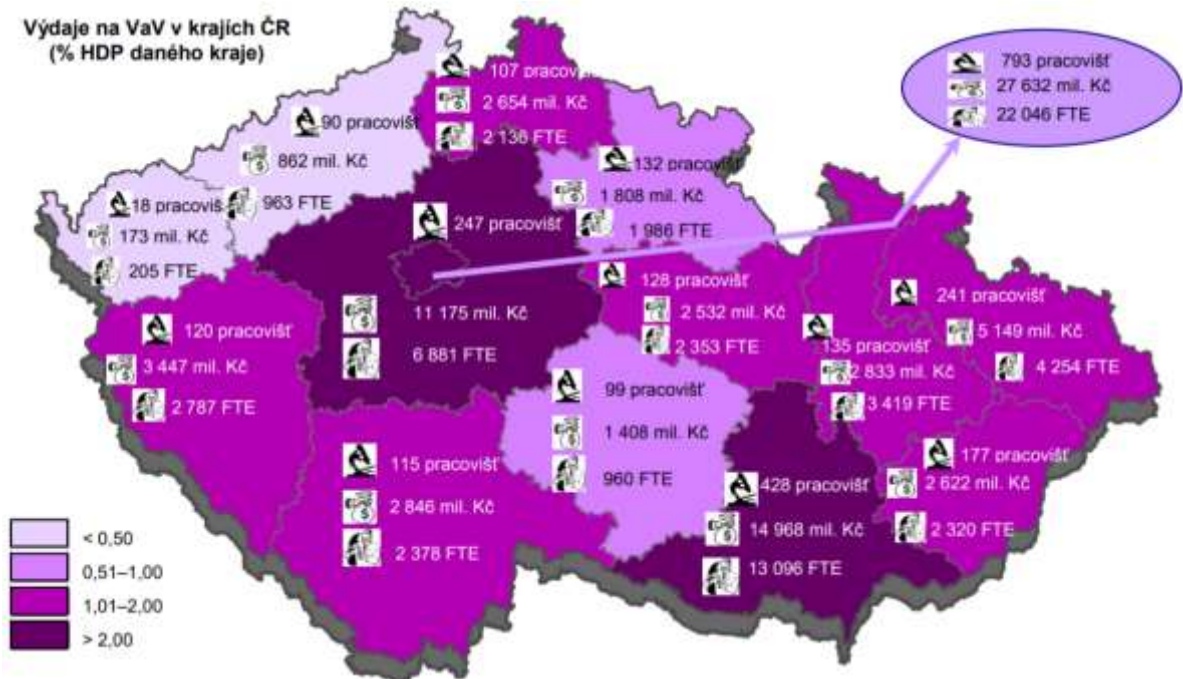 Výdaje na VaV v krajích ČR
(% HDP daného kraje)
793 pracovišť
27 632 mil. Kč
22 046 FTE
107 pracovišť
2 654 mil. Kč
2 136 FTE
90 pracovišť
862 mil. Kč
963 FTE
18 pracovišť
173 mil. Kč
205 FTE
132 pracovišť
1 808 mil. Kč
1 986 FTE
247 pracovišť
11 175 mil. Kč
6 881 FTE
128 pracovišť
2 532 mil. Kč
2 353 FTE
241 pracovišť
5 149 mil. Kč
4 254 FTE
135 pracovišť
2 833 mil. Kč
3 419 FTE
120 pracovišť
3 447 mil. Kč
2 787 FTE
99 pracovišť
1 408 mil. Kč
960 FTE
115 pracovišť
2 846 mil. Kč
2 378 FTE
428 pracovišť
14 968 mil. Kč
13 096 FTE
177 pracovišť
2 622 mil. Kč
2 320 FTE
< 0,50
0,51–1,00
1,01–2,00
> 2,00